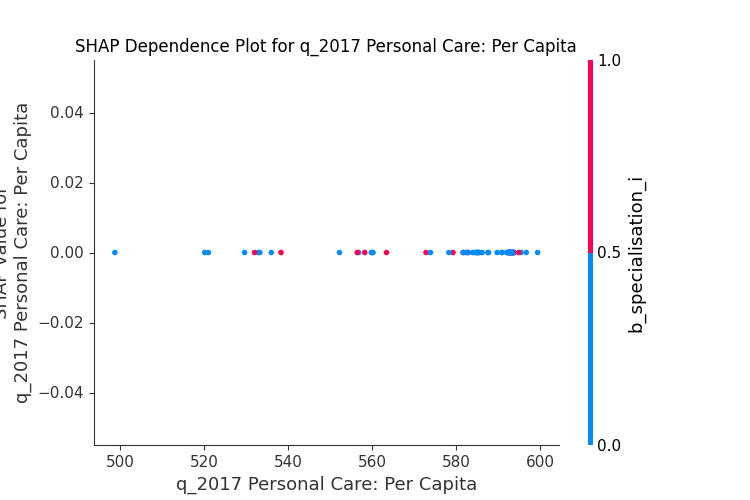 SHAP Dependence Plot for q_2017 Personal Care: Per Capita
SHAP Value for
q_2017 Personal Care: Per Capita
0.04
0.02
0.00
−0.02
−0.04
500
520
540
560
580
600
q_2017 Personal Care: Per Capita
1.0
0.5
0.0
b_specialisation_i